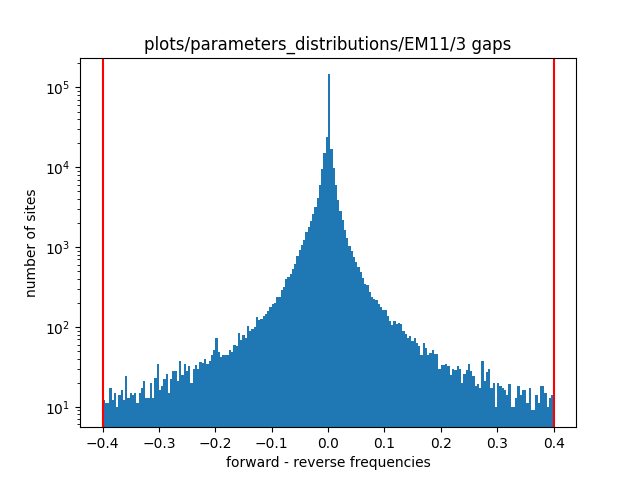 plots/parameters_distributions/EM11/3 gaps
number of sites
10^5
10^4
10^3
10^2
10^1
−0.4 −0.3 −0.2 −0.1 0.0 0.1 0.2 0.3 0.4
forward - reverse frequencies